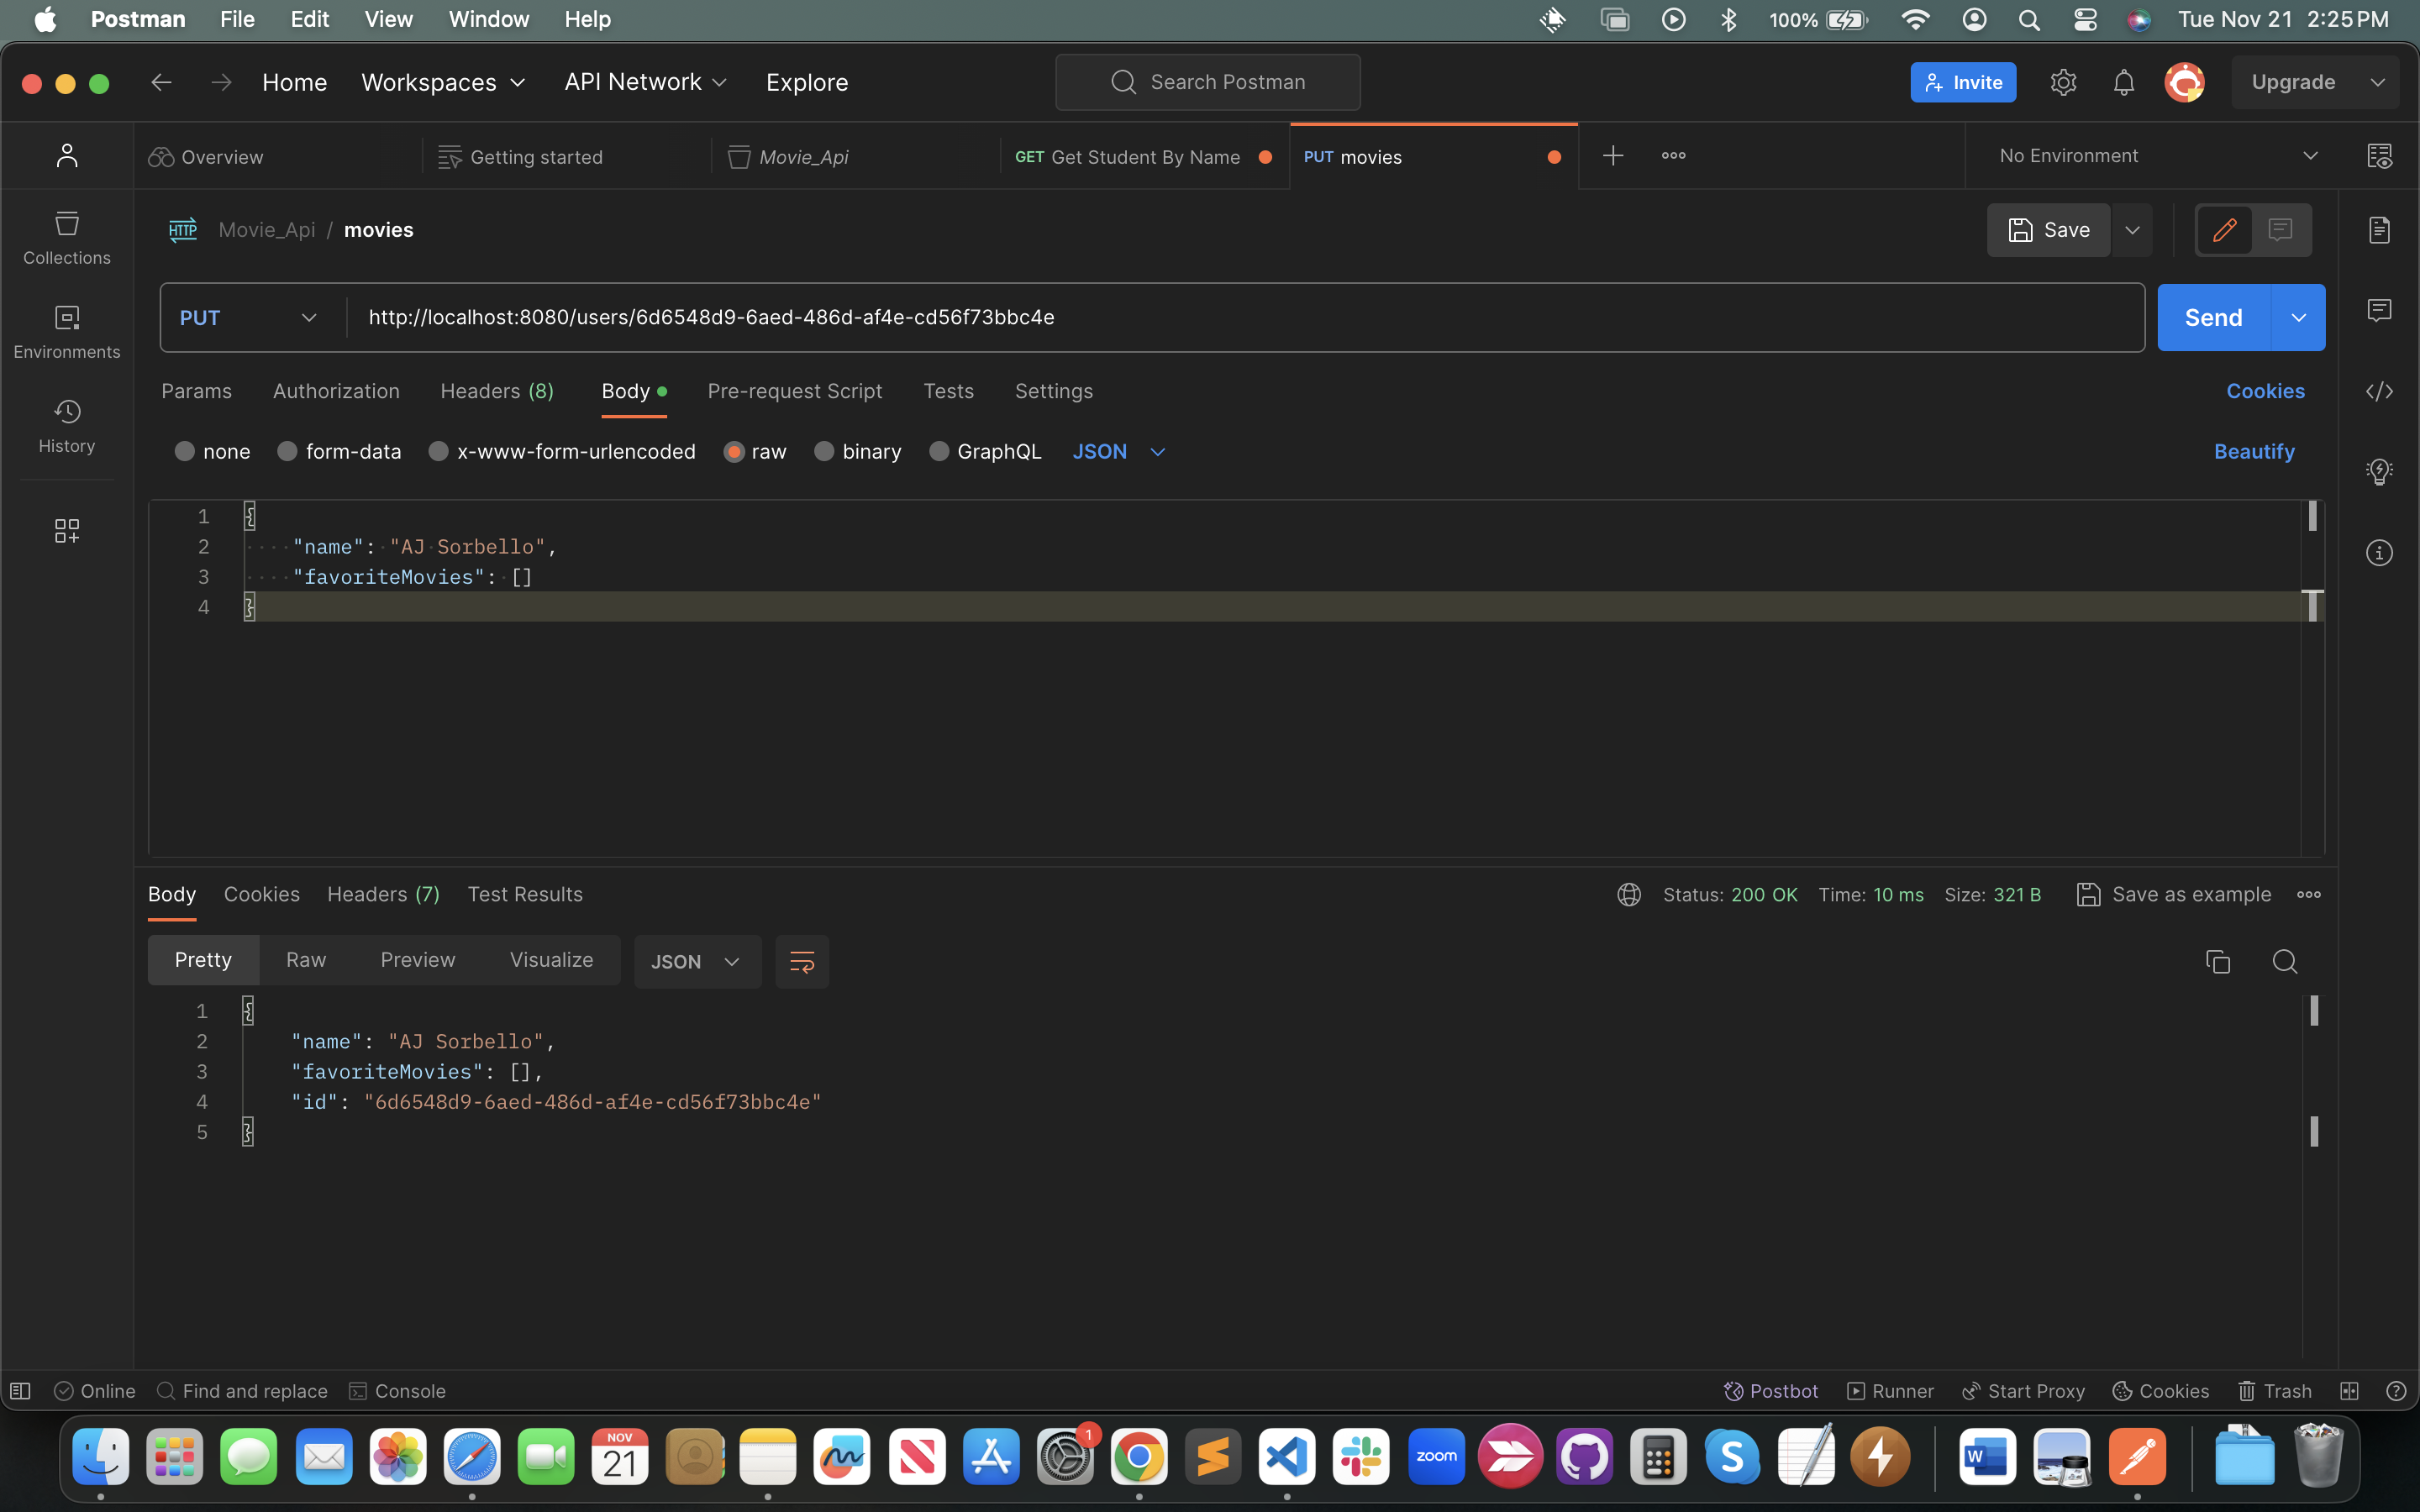 Postman File Edit View Window Help 100% Tue Nov 21 2:25 PM
Home Workspaces API Network Explore Search Postman Invite Upgrade
Overview Getting started Movie_Api GET Get Student By Name PUT movies No Environment
HTTP Movie_Api / movies Save
Collections
PUT http://localhost:8080/users/6d6548d9-6aed-486d-af4e-cd56f73bbc4e Send
Environments
Params Authorization Headers (8) Body Pre-request Script Tests Settings Cookies
History
none form-data x-www-form-urlencoded raw binary GraphQL JSON Beautify
1 {
2 "name": "AJ Sorbello",
3 "favoriteMovies": []
4 }
Body Cookies Headers (7) Test Results Status: 200 OK Time: 10 ms Size: 321 B Save as example
Pretty Raw Preview Visualize JSON
1 {
2 "name": "AJ Sorbello",
3 "favoriteMovies": [],
4 "id": "6d6548d9-6aed-486d-af4e-cd56f73bbc4e"
5 }
Online Find and replace Console Postbot Runner Start Proxy Cookies Trash
NOV
21
1
zoom
S
W